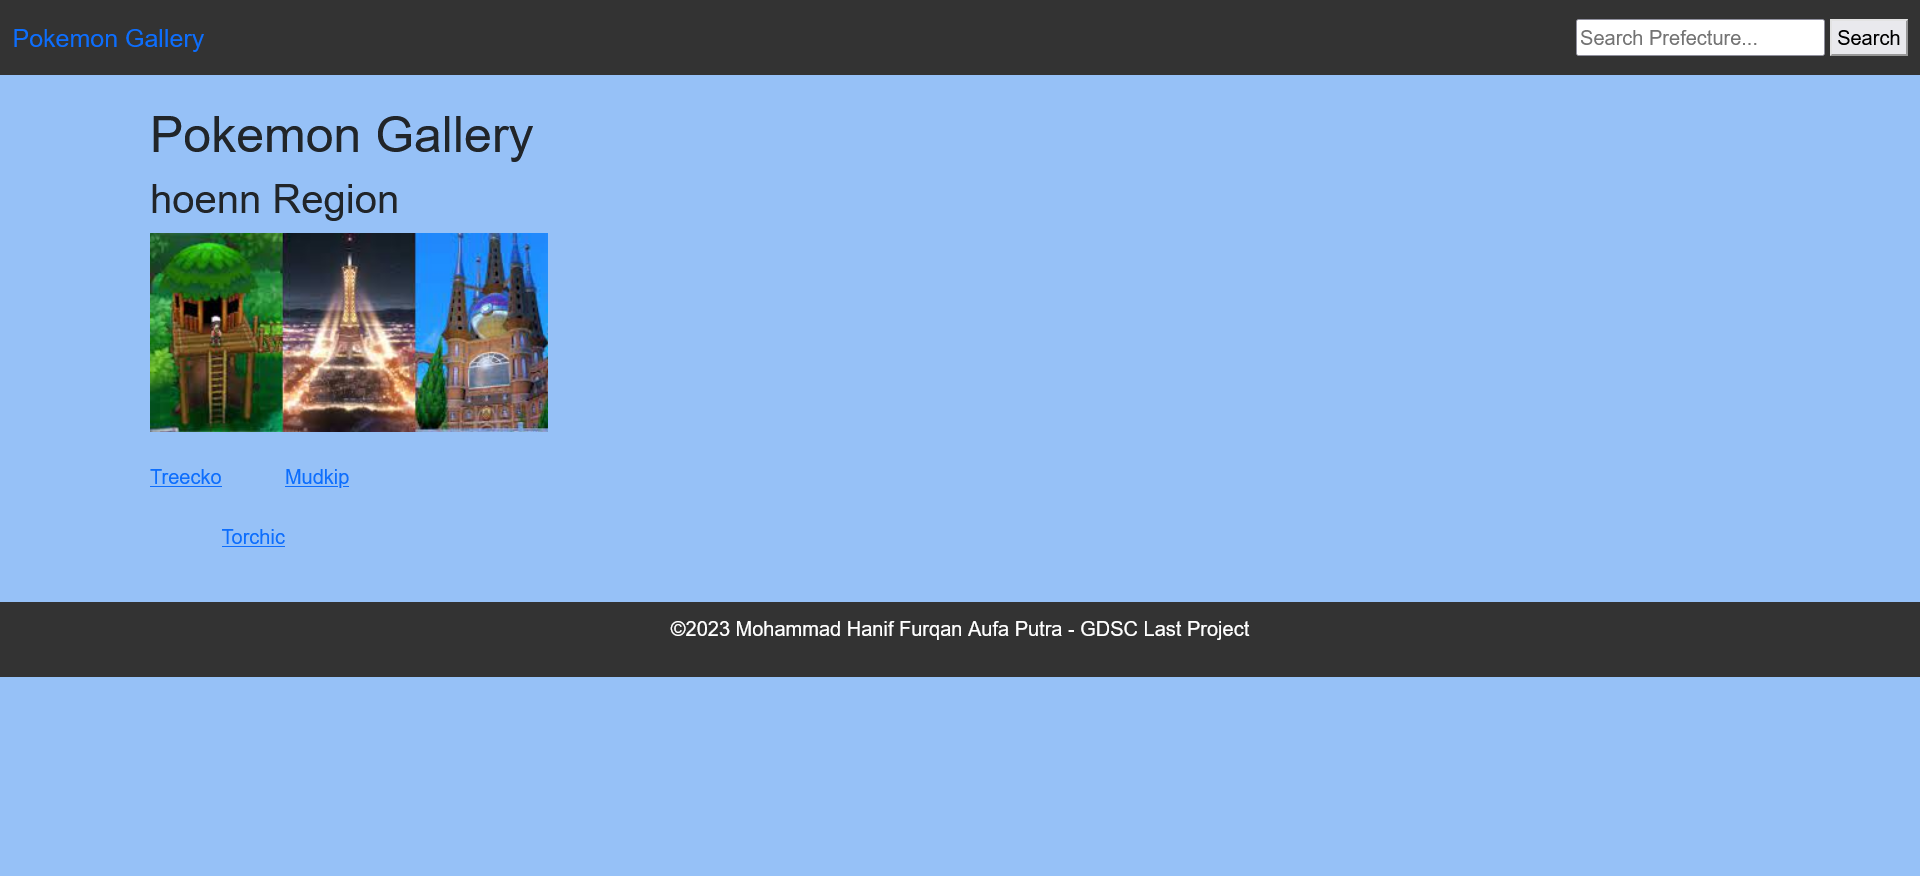 Pokemon Gallery
Search Prefecture...
Search
Pokemon Gallery
hoenn Region
Treecko
Mudkip
Torchic
©2023 Mohammad Hanif Furqan Aufa Putra - GDSC Last Project